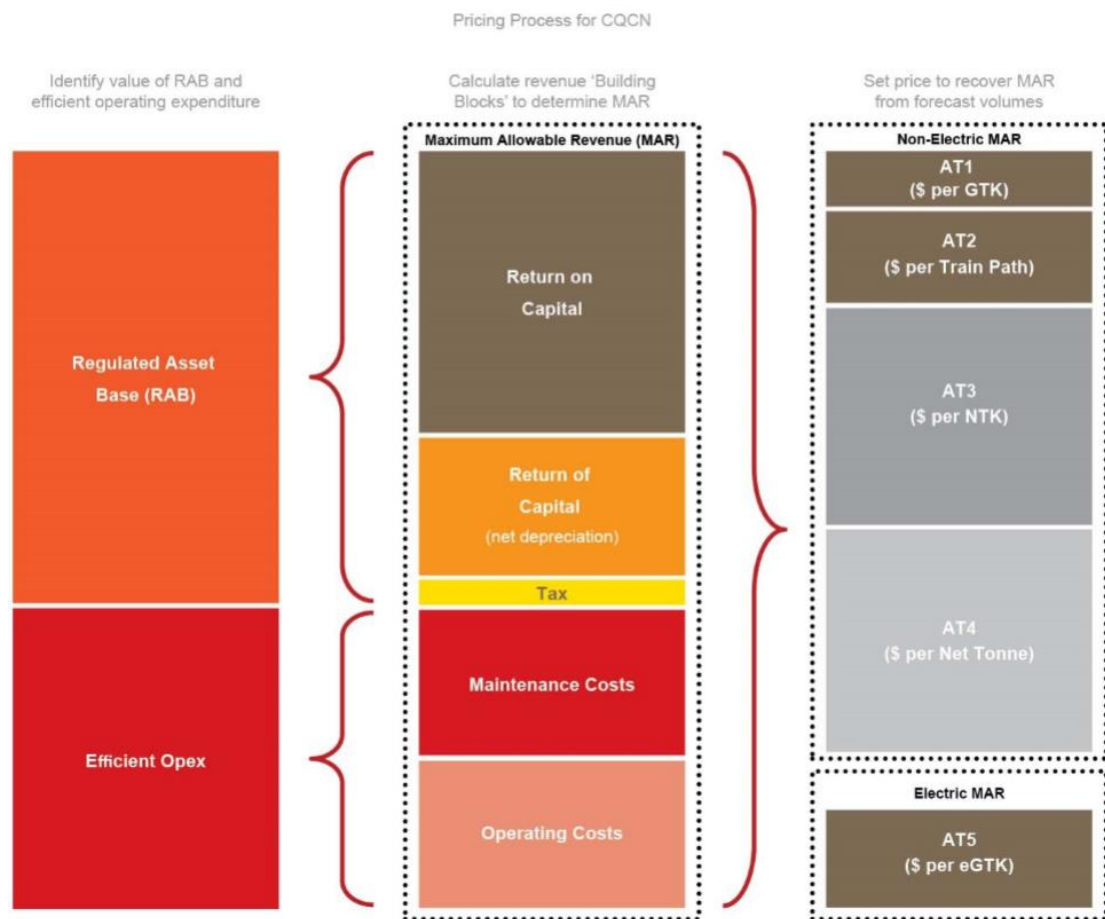 Pricing Process for CQCN
Identify value of RAB and
efficient operating expenditure
Regulated Asset
Base (RAB)
Efficient Opex
Calculate revenue ‘Building
Blocks’ to determine MAR
Maximum Allowable Revenue (MAR)
Return on
Capital
Return of
Capital
(net depreciation)
Tax
Maintenance Costs
Operating Costs
Set price to recover MAR
from forecast volumes
Non-Electric MAR
AT1
($ per GTK)
AT2
($ per Train Path)
AT3
($ per NTK)
AT4
($ per Net Tonne)
Electric MAR
AT5
($ per eGTK)